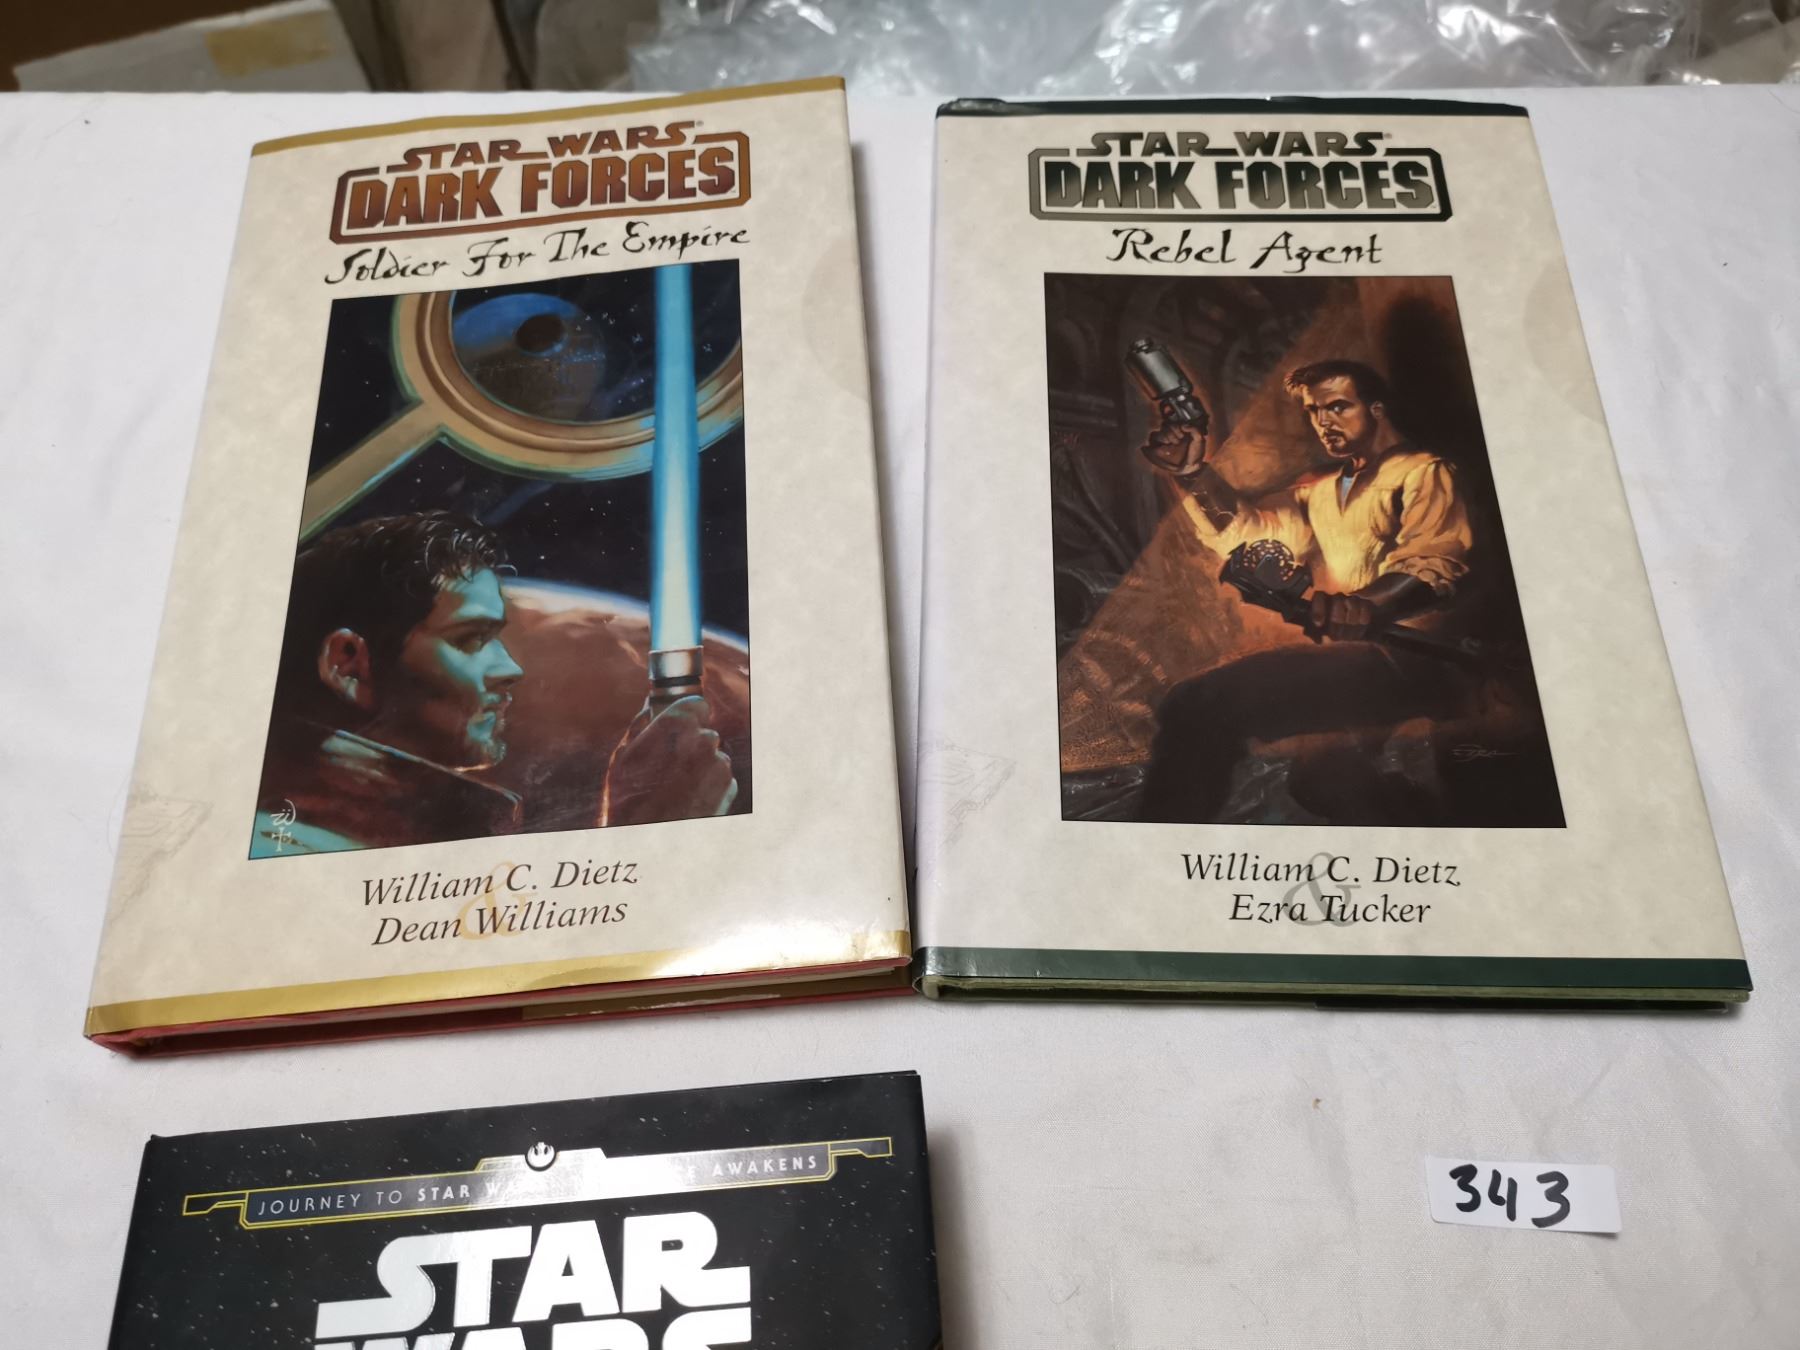 STAR WARS
DARK FORCES
Soldier For The Empire
William C. Dietz
&
Dean Williams
STAR WARS
DARK FORCES
Rebel Agent
William C. Dietz
&
Ezra Tucker
JOURNEY TO STAR W AWAKENS
STAR
WARS
343